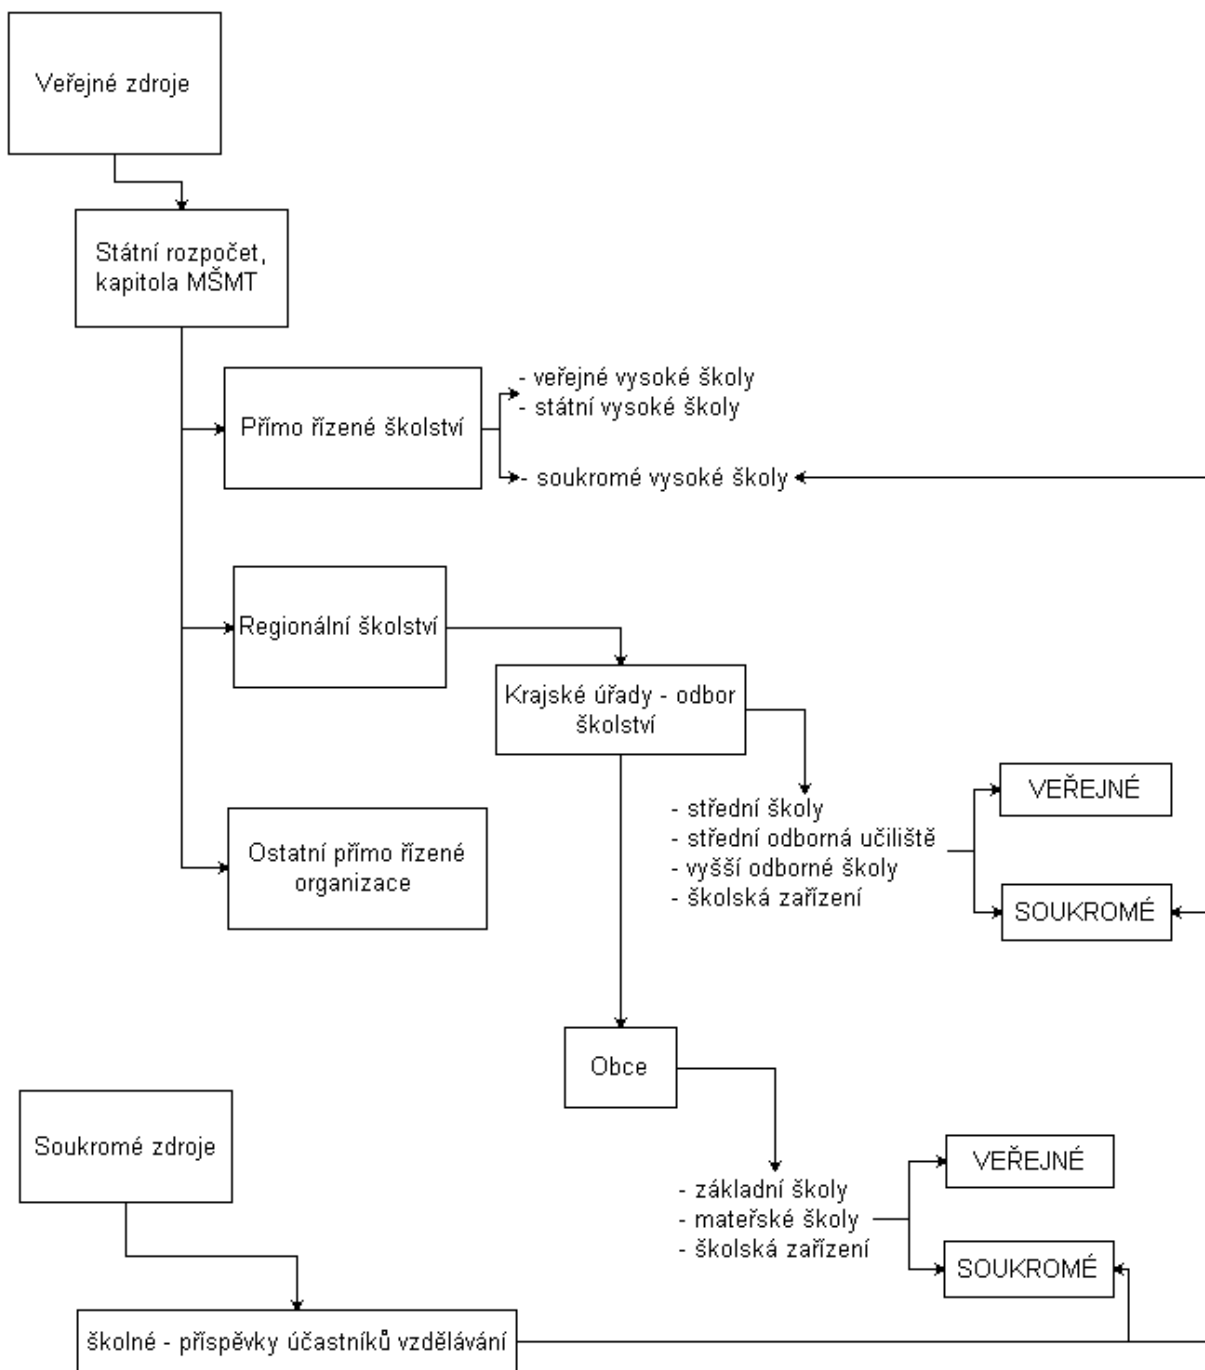 Veřejné zdroje
Státní rozpočet,
kapitola MŠMT
Přímo řízené školství
- veřejné vysoké školy
- státní vysoké školy
- soukromé vysoké školy
Regionální školství
Krajské úřady - odbor
školství
- střední školy
- střední odborná učiliště
- vyšší odborné školy
- školská zařízení
VEŘEJNÉ
SOUKROMÉ
Ostatní přímo řízené
organizace
Obce
- základní školy
- mateřské školy
- školská zařízení
VEŘEJNÉ
SOUKROMÉ
Soukromé zdroje
školné - příspěvky účastníků vzdělávání